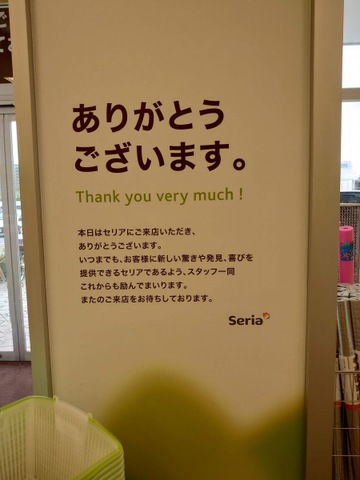 ありがとう
ございます。
Thank you very much !
本日はセリアにご来店いただき、
ありがとうございます。
いつまでも、お客様に新しい驚きや発見、喜びを
提供できるセリアであるよう、スタッフ一同
これからも励んでまいります。
またのご来店をお待ちしております。
Seria